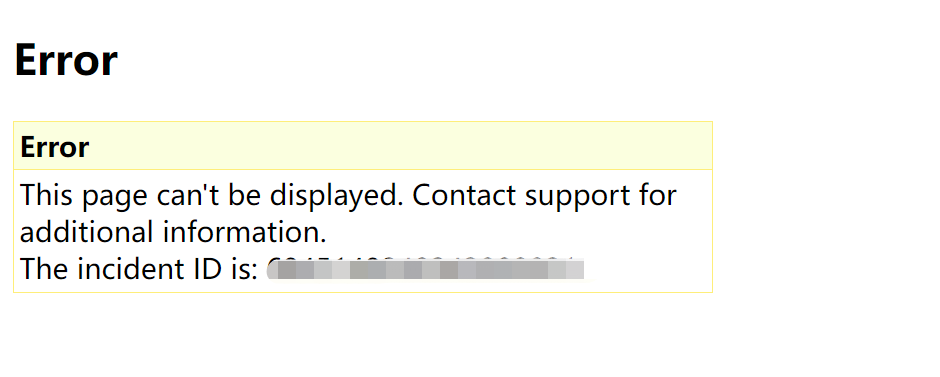 Error
Error
This page can't be displayed. Contact support for
additional information.
The incident ID is: